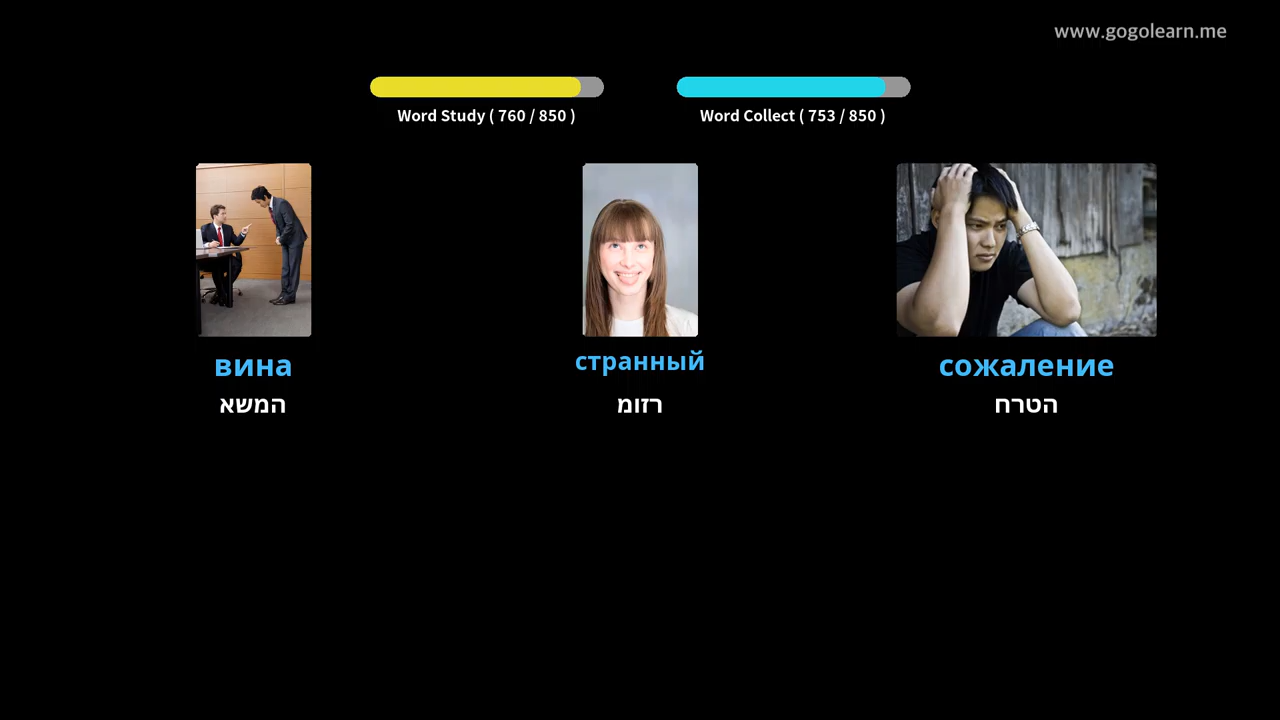 www.gogolearn.me
Word Study ( 760 / 850 )
Word Collect ( 753 / 850 )
вина
המשא
странный
רזומ
сожаление
הטרח